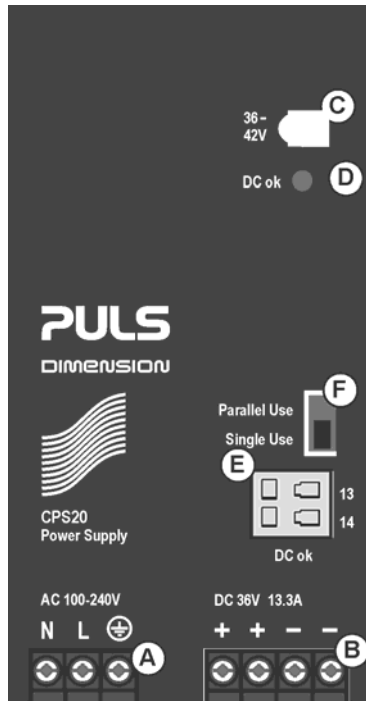 36-
42V
C
DC ok
D
PULS
DIMENSION
F
Parallel Use
Single Use
E
13
14
CPS20
Power Supply
DC ok
AC 100-240V
DC 36V 13.3A
N L
+ + - -
A
B